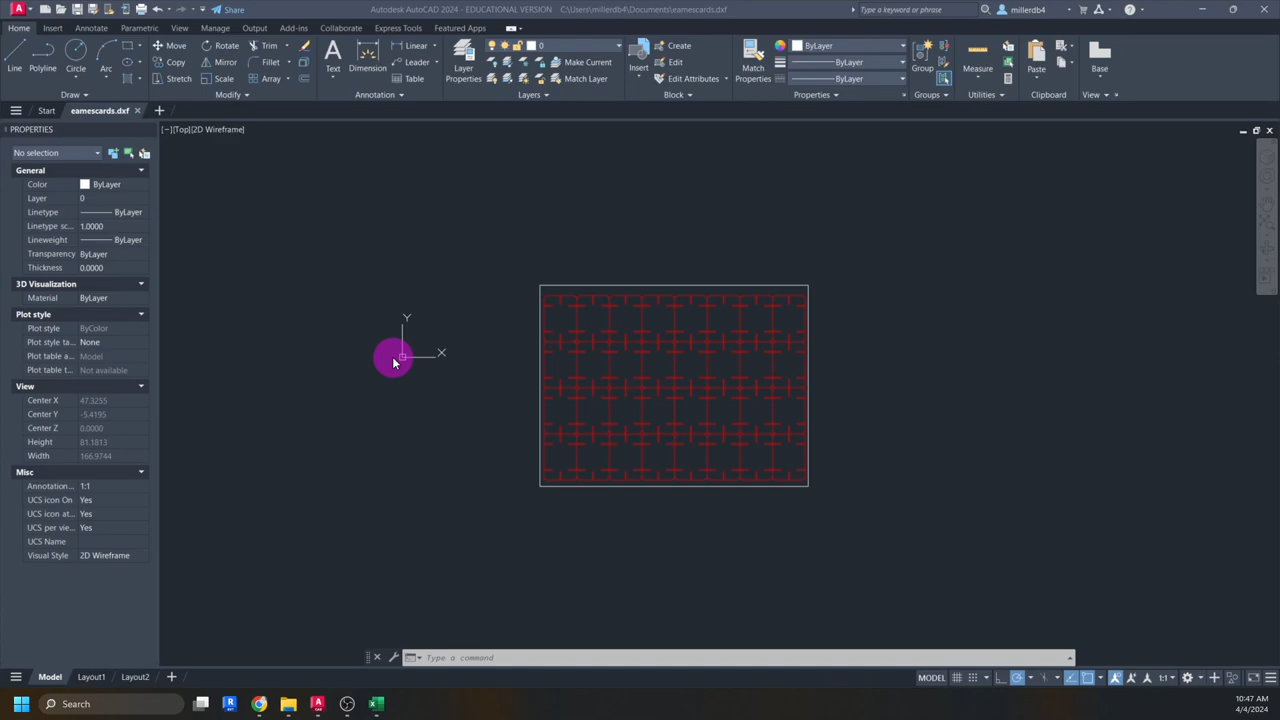 Share
Autodesk AutoCAD 2024 - EDUCATIONAL VERSION C:\Users\millerdb4\Documents\eamescards.dxf
Type a keyword or phrase
millerdb4
Home Insert Annotate Parametric View Manage Output Add-ins Express Tools Featured Apps
Line Polyline Circle Arc
Move Rotate Trim
Copy Mirror Fillet
Stretch Scale Array
Text Dimension
Linear
Leader
Table
Layer Properties
0
Make Current
Match Layer
Insert
Create
Edit
Edit Attributes
Match Properties
ByLayer
ByLayer
ByLayer
Group
Measure
Paste
Base
Draw Modify Annotation Layers Block Properties Groups Utilities Clipboard View
Start eamescards.dxf
PROPERTIES
[−][Top][2D Wireframe]
No selection
General
Color ByLayer
Layer 0
Linetype ByLayer
Linetype sc... 1.0000
Lineweight ByLayer
Transparency ByLayer
Thickness 0.0000
3D Visualization
Material ByLayer
Plot style
Plot style ByColor
Plot style ta... None
Plot table a... Model
Plot table t... Not available
View
Center X 47.3255
Center Y -5.4195
Center Z 0.0000
Height 81.1813
Width 166.9744
Misc
Annotation... 1:1
UCS icon On Yes
UCS icon at... Yes
UCS per vie... Yes
UCS Name
Visual Style 2D Wireframe
Y
X
Type a command
Model Layout1 Layout2
MODEL
1:1
Search
10:47 AM
4/4/2024